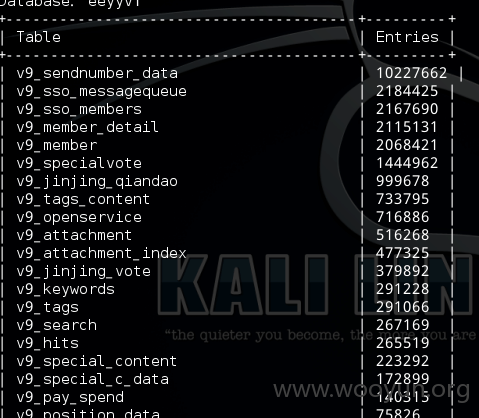 Database: eeyyvi
+------------------------------------+---------+
| Table | Entries |
+------------------------------------+---------+
| v9_sendnumber_data | 10227662 |
| v9_sso_messagequeue | 2184425 |
| v9_sso_members | 2167690 |
| v9_member_detail | 2115131 |
| v9_member | 2068421 |
| v9_specialvote | 1444962 |
| v9_jinjing_qiandao | 999678 |
| v9_tags_content | 733795 |
| v9_openservice | 716886 |
| v9_attachment | 516268 |
| v9_attachment_index | 477325 |
| v9_jinjing_vote | 379892 |
| v9_keywords | 291228 |
| v9_tags | 291066 |
| v9_search | 267169 |
| v9_hits | 265519 |
| v9_special_content | 223292 |
| v9_special_c_data | 172899 |
| v9_pay_spend | 140315 |
| v9_position_data | 75826 |
KALI LIN
"the quieter you become, the more you are
www.wooyun.org